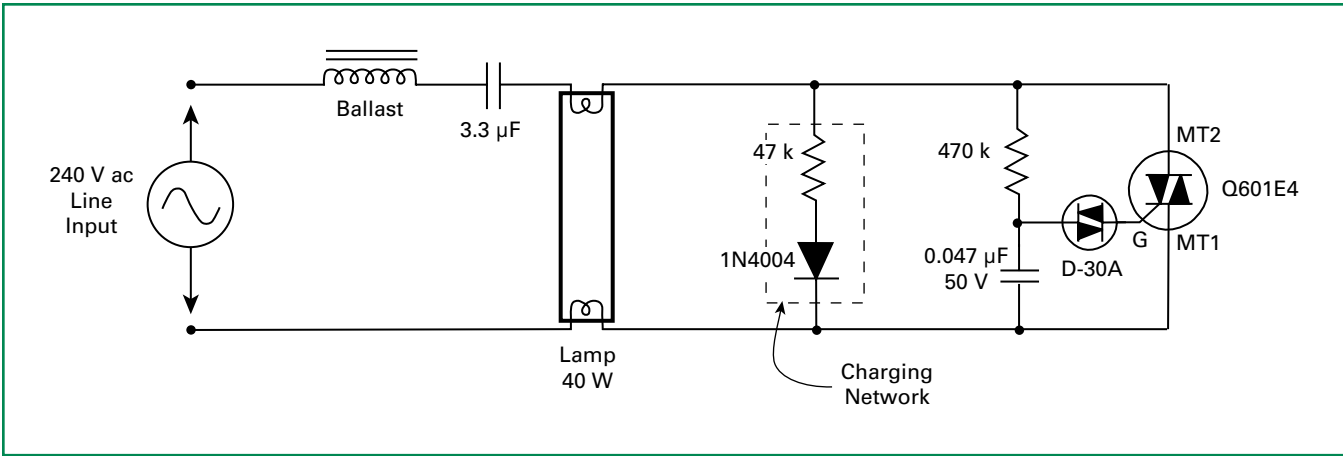 240 V ac
Line
Input
Ballast
3.3 µF
Lamp
40 W
47 k
1N4004
Charging
Network
470 k
0.047 µF
50 V
D-30A
G
MT2
Q601E4
MT1